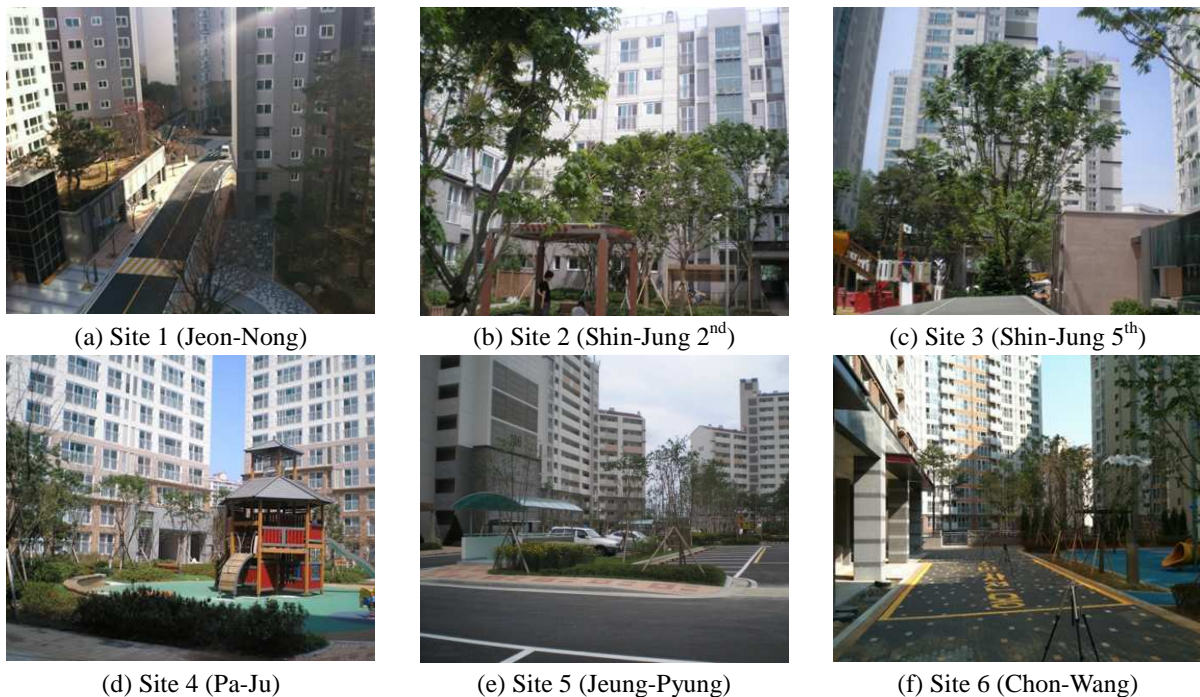 (a) Site 1 (Jeon-Nong)
(b) Site 2 (Shin-Jung 2nd)
(c) Site 3 (Shin-Jung 5th)
(d) Site 4 (Pa-Ju)
(e) Site 5 (Jeung-Pyung)
(f) Site 6 (Chon-Wang)